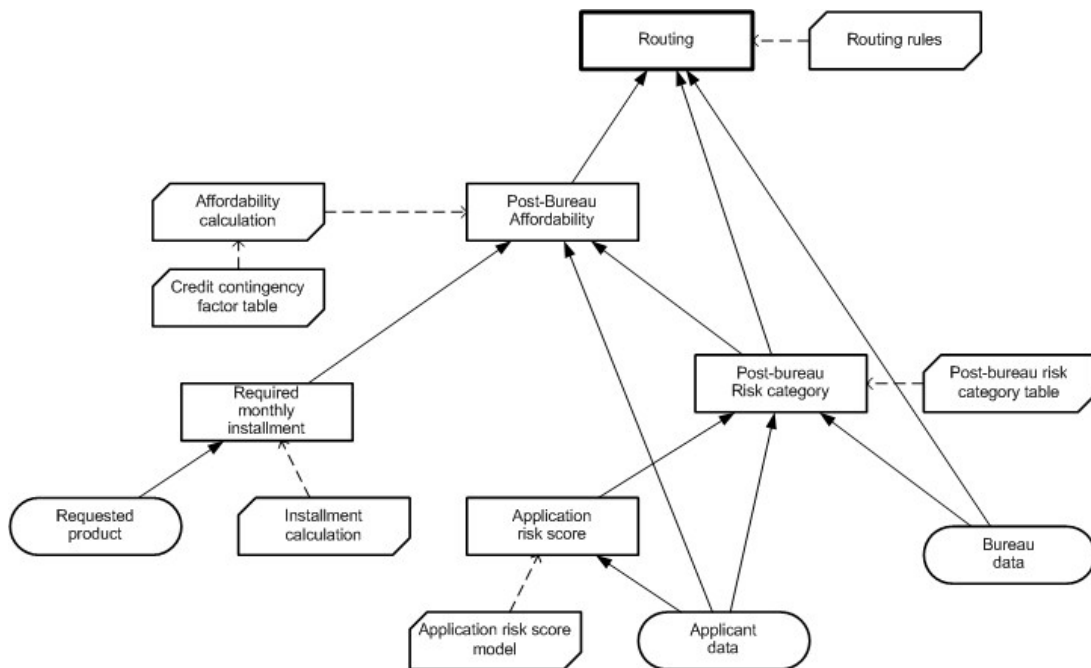 Routing
Routing rules
Affordability
calculation
Post-Bureau
Affordability
Credit contingency
factor table
Required
monthly
installment
Post-bureau
Risk category
Post-bureau risk
category table
Requested
product
Installment
calculation
Application
risk score
Bureau
data
Application risk score
model
Applicant
data